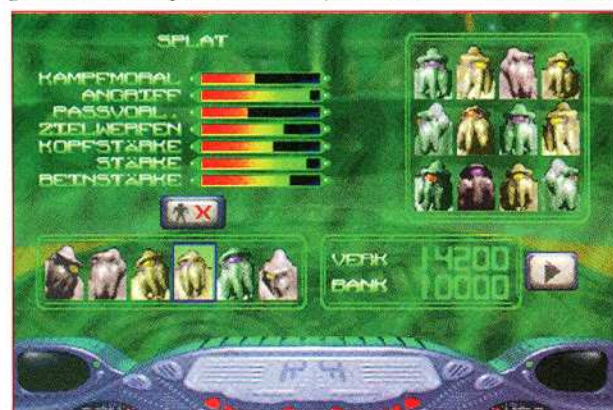 SPLAT
KAMPFMORAL
ANGRIFF
PASSVORL.
ZIELWERFEN
KOPFSTÄRKE
STÄRKE
BEINSTÄRKE
VERK 14200
BANK 10000